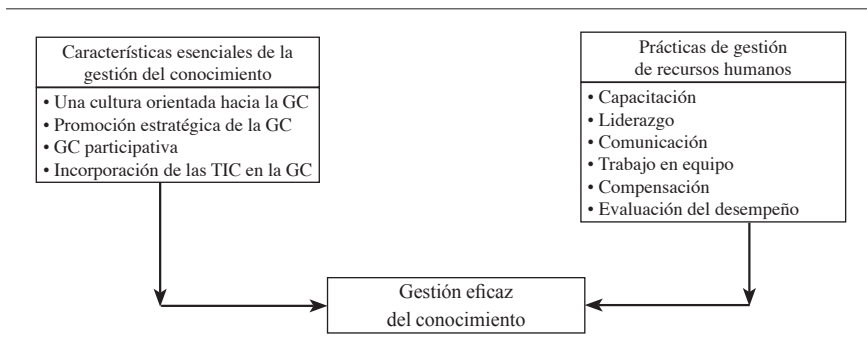 Características esenciales de la
gestión del conocimiento
• Una cultura orientada hacia la GC
• Promoción estratégica de la GC
• GC participativa
• Incorporación de las TIC en la GC
Prácticas de gestión
de recursos humanos
• Capacitación
• Liderazgo
• Comunicación
• Trabajo en equipo
• Compensación
• Evaluación del desempeño
Gestión eficaz
del conocimiento